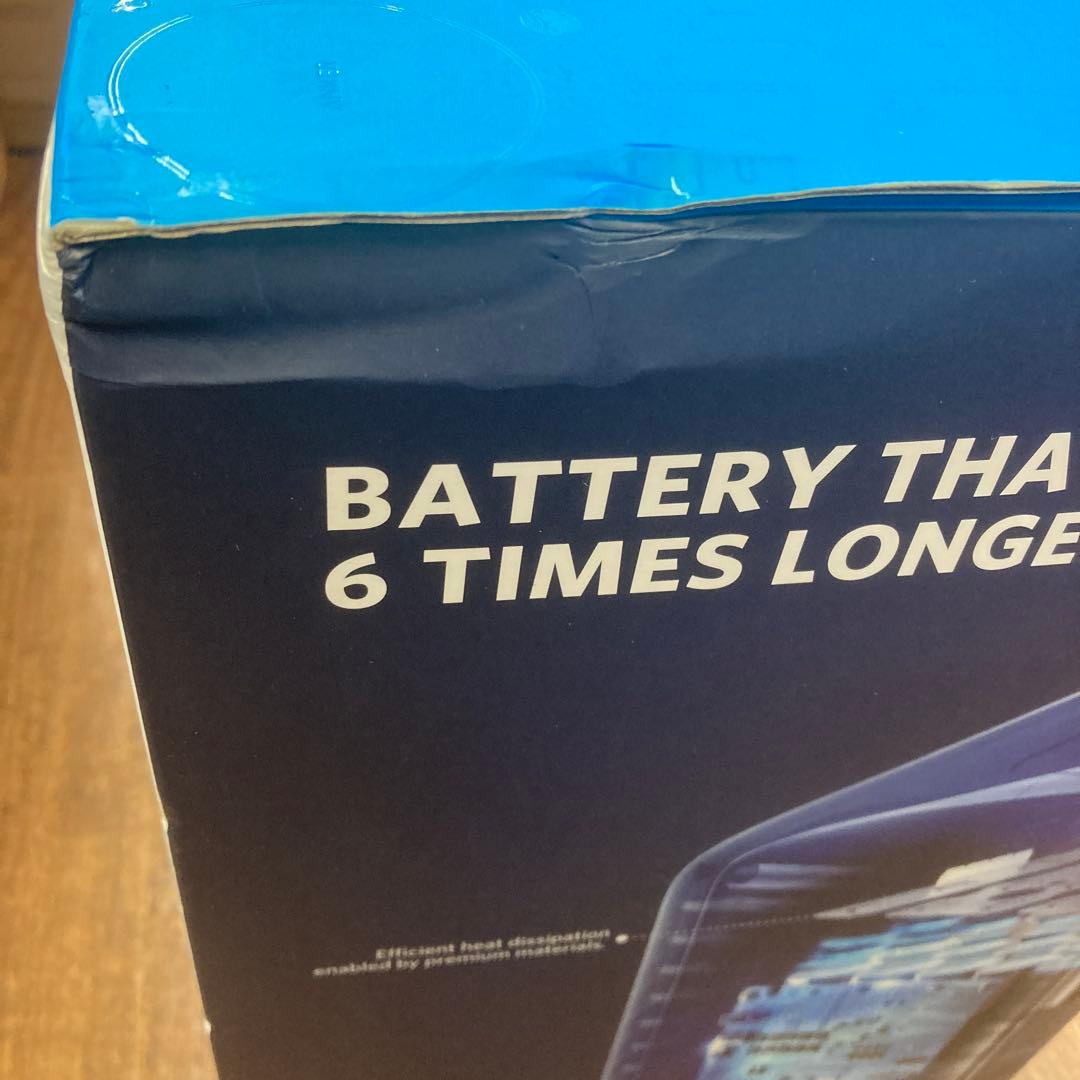 BATTERY THA
6 TIMES LONGE
Efficient heat dissipation
enabled by premium materials.